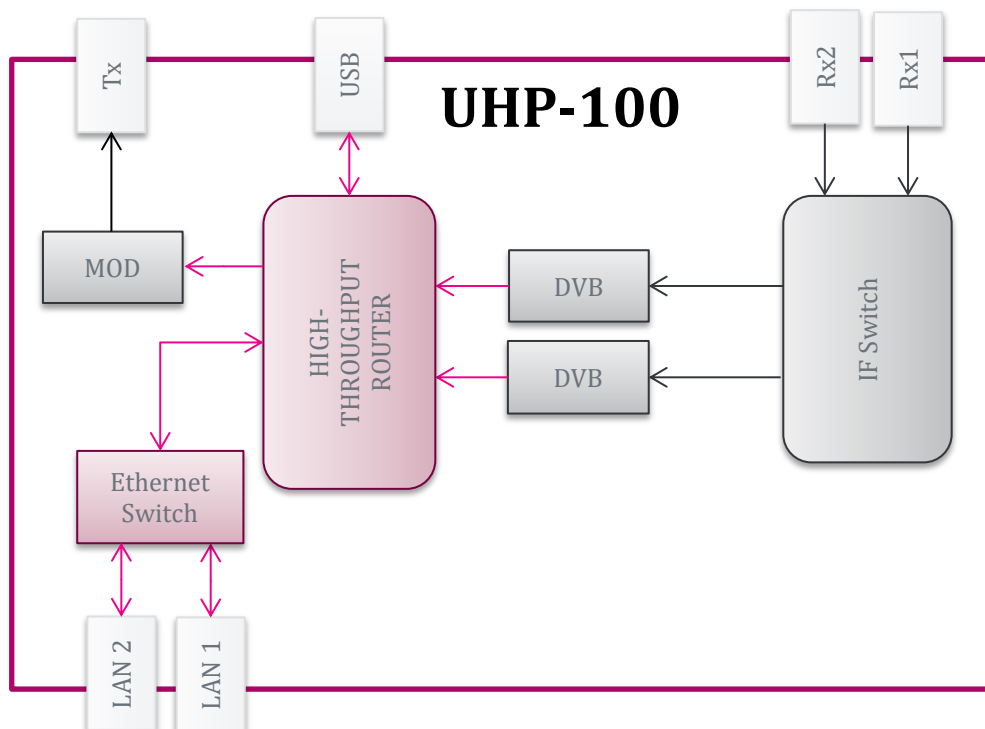 Tx
USB
Rx2
Rx1
UHP-100
MOD
HIGH-
THROUGHPUT
ROUTER
DVB
DVB
IF Switch
Ethernet
Switch
LAN 2
LAN 1